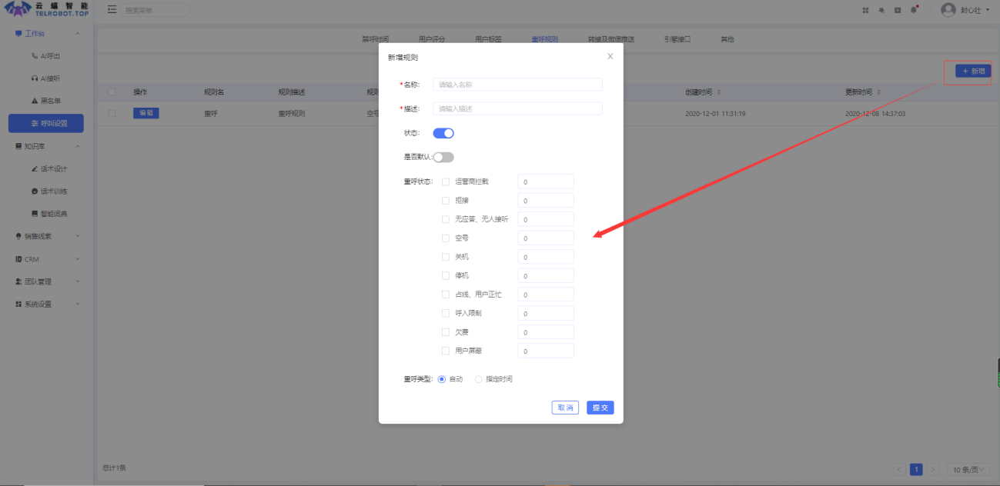 云蝠智能
TELROBOT.TOP
搜索菜单
封心壮
工作台
AI呼出
AI接听
黑名单
呼叫设置
知识库
话术设计
话术训练
智能词典
销售线索
CRM
团队管理
系统设置
禁呼时间 用户评分 用户标签 重呼规则 转接及微信推送 引擎接口 其他
+ 新增
操作 规则名 规则描述 规则 创建时间 更新时间
编辑 重呼 重呼规则 空号 2020-12-01 11:31:19 2020-12-08 14:37:03
新增规则
*名称: 请输入名称
*描述: 请输入描述
状态:
是否默认:
重呼状态: 运营商拦截 0
拒接 0
无应答、无人接听 0
空号 0
关机 0
停机 0
占线、用户正忙 0
呼入限制 0
欠费 0
用户屏蔽 0
重呼类型: 自动 指定时间
取消 提交
总计1条
< 1 > 10 条/页